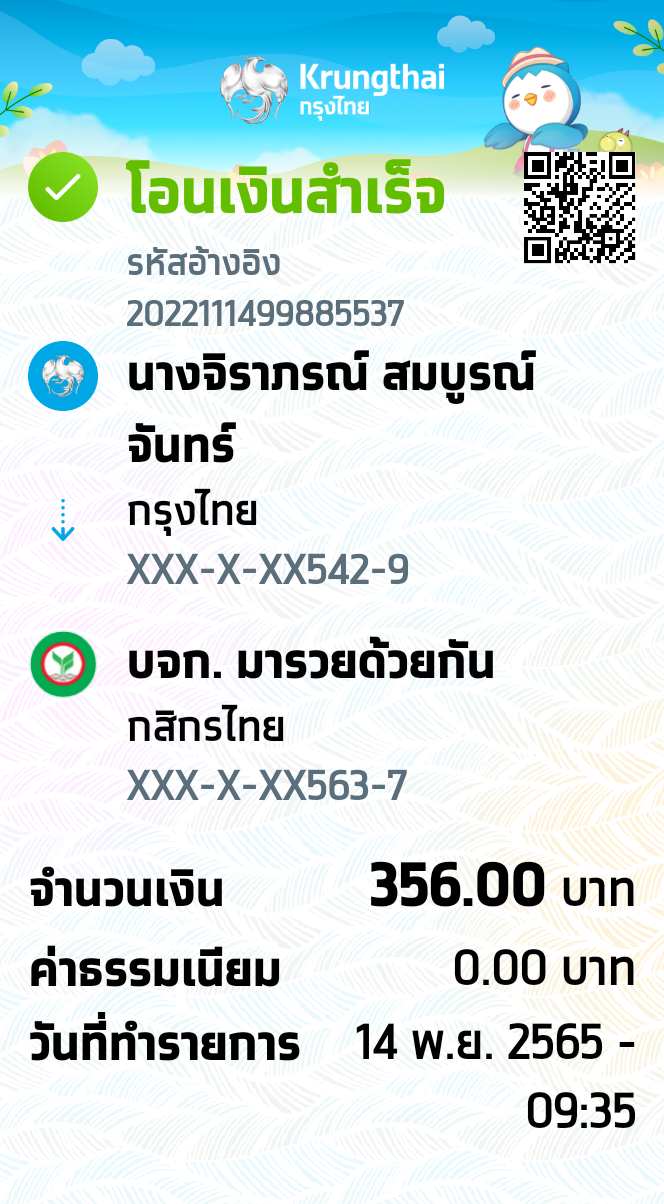 Krungthai
กรุงไทย
โอนเงินสำเร็จ
รหัสอ้างอิง
2022111499885537
นางจิราภรณ์ สมบูรณ์
จันทร์
กรุงไทย
XXX-X-XX542-9
บจก. มารวยด้วยกัน
กสิกรไทย
XXX-X-XX563-7
จำนวนเงิน 356.00 บาท
ค่าธรรมเนียม 0.00 บาท
วันที่ทำรายการ 14 พ.ย. 2565 -
09:35